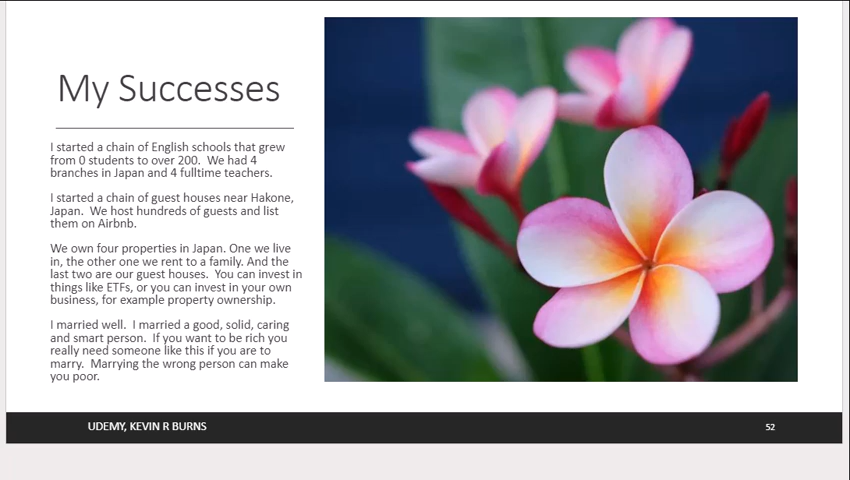 My Successes
I started a chain of English schools that grew
from 0 students to over 200.  We had 4
branches in Japan and 4 fulltime teachers.
I started a chain of guest houses near Hakone,
Japan.  We host hundreds of guests and list
them on Airbnb.
We own four properties in Japan. One we live
in, the other one we rent to a family. And the
last two are our guest houses.  You can invest in
things like ETFs, or you can invest in your own
business, for example property ownership.
I married well.  I married a good, solid, caring
and smart person.  If you want to be rich you
really need someone like this if you are to
marry.  Marrying the wrong person can make
you poor.
UDEMY, KEVIN R BURNS
52